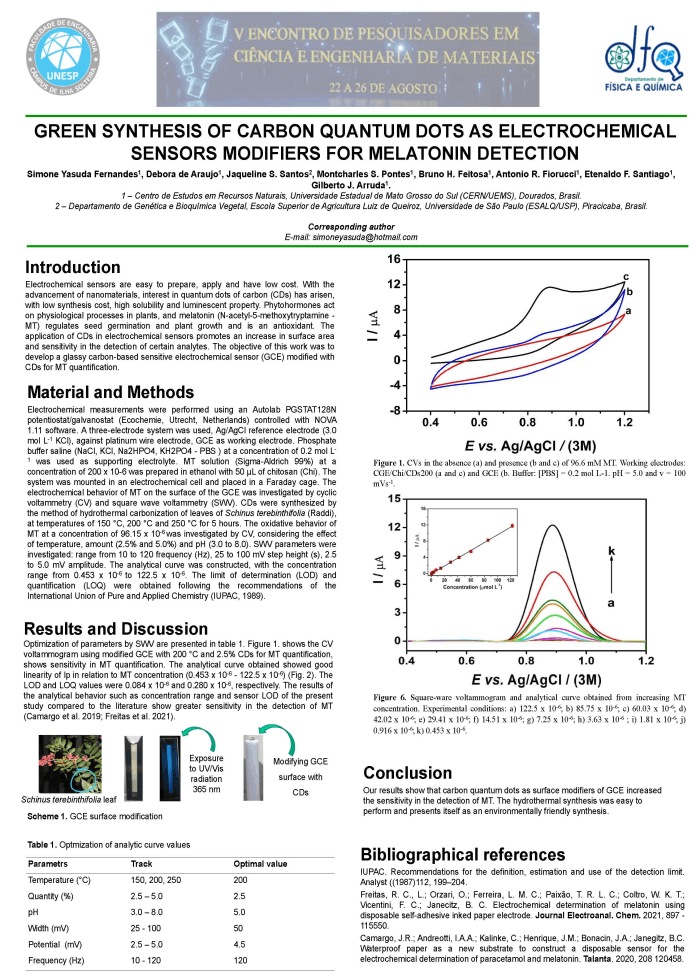 FACULDADE DE ENGENHARIA
UNESP
CÂMPUS DE ILHA SOLTEIRA
V ENCONTRO DE PESQUISADORES EM
CIÊNCIA E ENGENHARIA DE MATERIAIS
22 A 26 DE AGOSTO
dfq
Departamento de
FÍSICA E QUÍMICA
GREEN SYNTHESIS OF CARBON QUANTUM DOTS AS ELECTROCHEMICAL
SENSORS MODIFIERS FOR MELATONIN DETECTION
Simone Yasuda Fernandes¹, Debora de Araujo¹, Jaqueline S. Santos², Montcharles S. Pontes¹, Bruno H. Feitosa¹, Antonio R. Fiorucci¹, Etenaldo F. Santiago¹,
Gilberto J. Arruda¹.
1 – Centro de Estudos em Recursos Naturais, Universidade Estadual de Mato Grosso do Sul (CERN/UEMS), Dourados, Brasil.
2 – Departamento de Genética e Bioquímica Vegetal, Escola Superior de Agricultura Luiz de Queiroz, Universidade de São Paulo (ESALQ/USP), Piracicaba, Brasil.
Corresponding author
E-mail: simoneyasuda@hotmail.com
Introduction
Electrochemical sensors are easy to prepare, apply and have low cost. With the
advancement of nanomaterials, interest in quantum dots of carbon (CDs) has arisen,
with low synthesis cost, high solubility and luminescent property. Phytohormones act
on physiological processes in plants, and melatonin (N-acetyl-5-methoxytryptamine -
MT) regulates seed germination and plant growth and is an antioxidant. The
application of CDs in electrochemical sensors promotes an increase in surface area
and sensitivity in the detection of certain analytes. The objective of this work was to
develop a glassy carbon-based sensitive electrochemical sensor (GCE) modified with
CDs for MT quantification.
Material and Methods
Electrochemical measurements were performed using an Autolab PGSTAT128N
potentiostat/galvanostat (Ecochemie, Utrecht, Netherlands) controlled with NOVA
1.11 software. A three-electrode system was used, Ag/AgCl reference electrode (3.0
mol L⁻¹ KCl), against platinum wire electrode, GCE as working electrode. Phosphate
buffer saline (NaCl, KCl, Na2HPO4, KH2PO4 - PBS ) at a concentration of 0.2 mol L⁻
¹ was used as supporting electrolyte. MT solution (Sigma-Aldrich 99%) at a
concentration of 200 x 10-6 was prepared in ethanol with 50 µL of chitosan (Chi). The
system was mounted in an electrochemical cell and placed in a Faraday cage. The
electrochemical behavior of MT on the surface of the GCE was investigated by cyclic
voltammetry (CV) and square wave voltammetry (SWV). CDs were synthesized by
the method of hydrothermal carbonization of leaves of Schinus terebinthifolia (Raddi),
at temperatures of 150 °C, 200 °C and 250 °C for 5 hours. The oxidative behavior of
MT at a concentration of 96.15 x 10⁻⁶ was investigated by CV, considering the effect
of temperature, amount (2.5% and 5.0%) and pH (3.0 to 8.0). SWV parameters were
investigated: range from 10 to 120 frequency (Hz), 25 to 100 mV step height (s), 2.5
to 5.0 mV amplitude. The analytical curve was constructed, with the concentration
range from 0.453 x 10⁻⁶ to 122.5 x 10⁻⁶. The limit of determination (LOD) and
quantification (LOQ) were obtained following the recommendations of the
International Union of Pure and Applied Chemistry (IUPAC, 1989).
Results and Discussion
Optimization of parameters by SWV are presented in table 1. Figure 1. shows the CV
voltammogram using modified GCE with 200 °C and 2.5% CDs for MT quantification,
shows sensitivity in MT quantification. The analytical curve obtained showed good
linearity of Ip in relation to MT concentration (0.453 x 10⁻⁶ - 122.5 x 10⁻⁶) (Fig. 2). The
LOD and LOQ values were 0.084 x 10⁻⁶ and 0.280 x 10⁻⁶, respectively. The results of
the analytical behavior such as concentration range and sensor LOD of the present
study compared to the literature show greater sensitivity in the detection of MT
(Camargo et al. 2019; Freitas et al. 2021).
Exposure
to UV/Vis
radiation
365 nm
Modifying GCE
surface with
CDs
Schinus terebinthifolia leaf
Scheme 1. GCE surface modification
Table 1. Optmization of analytic curve values
Parametrs Track Optimal value
Temperature (°C) 150, 200, 250 200
Quantity (%) 2.5 – 5.0 2.5
pH 3.0 – 8.0 5.0
Width (mV) 25 - 100 50
Potential (mV) 2.5 – 5.0 4.5
Frequency (Hz) 10 - 120 120
16
12
8
4
0
-4
-8
I / µA
c
b
a
0.4 0.6 0.8 1.0 1.2
E vs. Ag/AgCl / (3M)
Figure 1. CVs in the absence (a) and presence (b and c) of 96.6 mM MT. Working electrodes:
CGE/Chi/CDs200 (a and c) and GCE (b. Buffer: [PBS] = 0.2 mol L-1. pH = 5.0 and v = 100
mVs⁻¹.
15
12
9
6
3
0
I / µA
16
12
8
4
0
0 20 40 60 80 100 120
Concentration (µmol L⁻¹)
k
a
0.4 0.6 0.8 1.0 1.2
E vs. Ag/AgCl / (3M)
Figure 6. Square-ware voltammogram and analytical curve obtained from increasing MT
concentration. Experimental conditions: a) 122.5 x 10⁻⁶; b) 85.75 x 10⁻⁶; c) 60.03 x 10⁻⁶; d)
42.02 x 10⁻⁶; e) 29.41 x 10⁻⁶; f) 14.51 x 10⁻⁶; g) 7.25 x 10⁻⁶; h) 3.63 x 10⁻⁶ ; i) 1.81 x 10⁻⁶; j)
0.916 x 10⁻⁶; k) 0.453 x 10⁻⁶.
Conclusion
Our results show that carbon quantum dots as surface modifiers of GCE increased
the sensitivity in the detection of MT. The hydrothermal synthesis was easy to
perform and presents itself as an environmentally friendly synthesis.
Bibliographical references
IUPAC. Recommendations for the definition, estimation and use of the detection limit.
Analyst ((1987)112, 199–204.
Freitas, R. C., L.; Orzari, O.; Ferreira, L. M. C.; Paixão, T. R. L. C.; Coltro, W. K. T.;
Vicentini, F. C.; Janecitz, B. C. Electrochemical determination of melatonin using
disposable self-adhesive inked paper electrode. Journal Electroanal. Chem. 2021, 897 -
115550.
Camargo, J.R.; Andreotti, I.A.A.; Kalinke, C.; Henrique, J.M.; Bonacin, J.A.; Janegitz, B.C.
Waterproof paper as a new substrate to construct a disposable sensor for the
electrochemical determination of paracetamol and melatonin. Talanta. 2020, 208 120458.